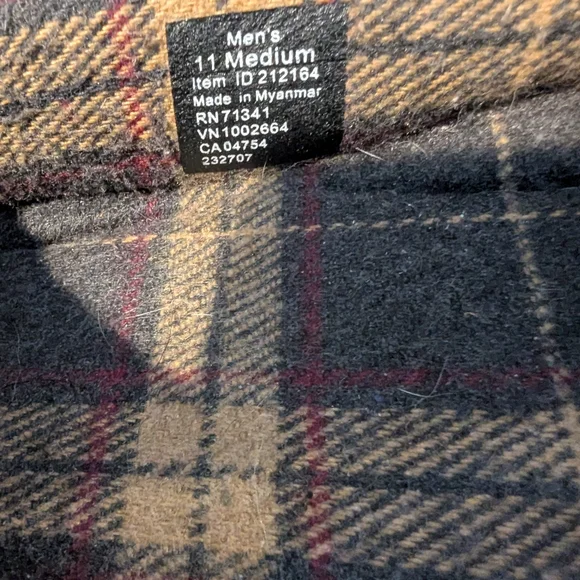 Men's
11 Medium
Item ID 212164
Made in Myanmar
RN71341
VN1002664
CA04754
232707